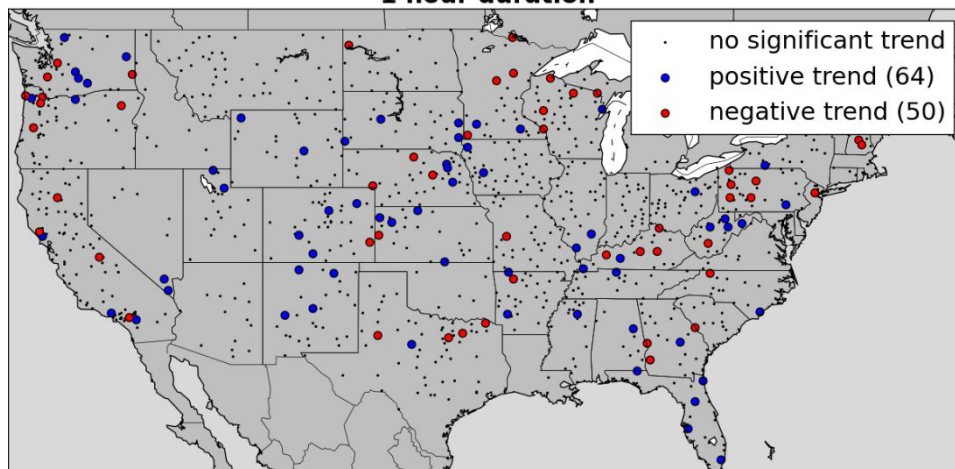 1-hour duration
no significant trend
positive trend (64)
negative trend (50)